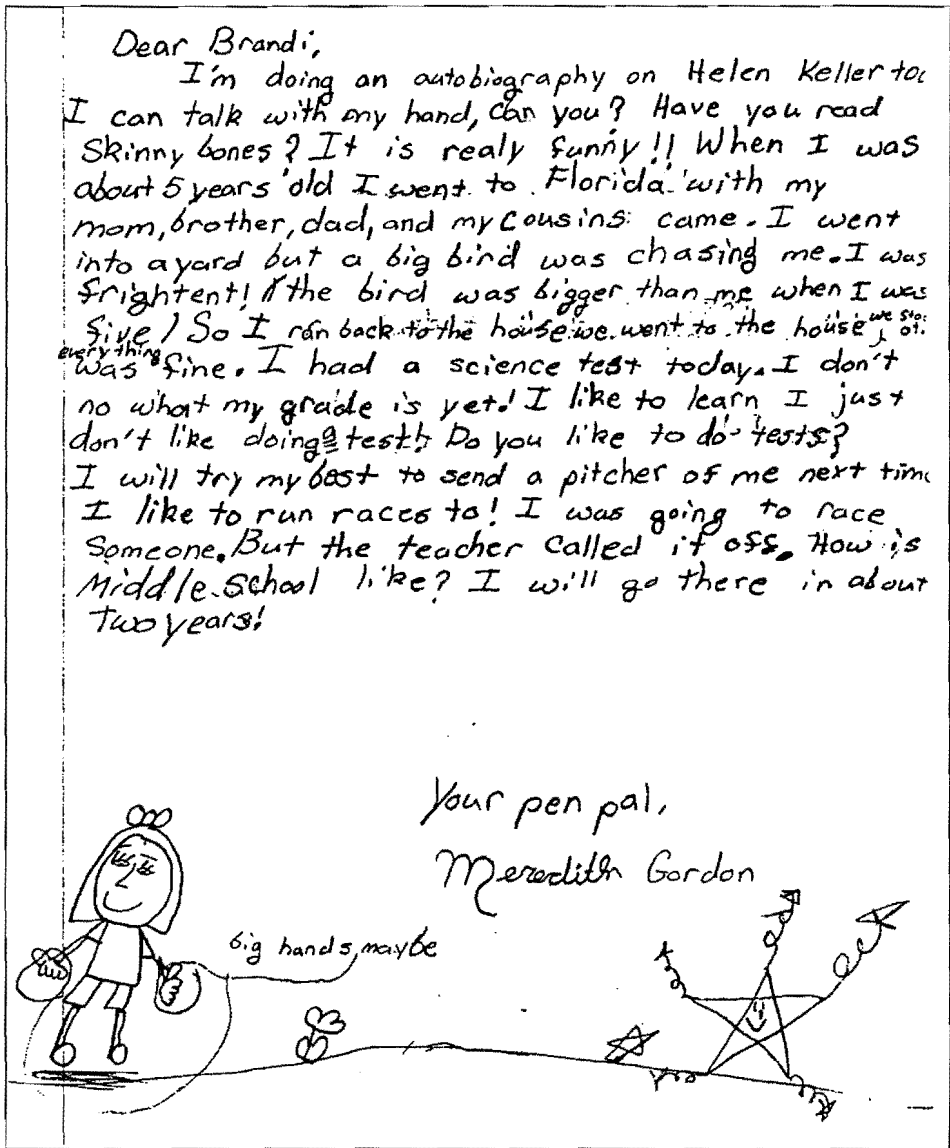 Dear Brandi,
I'm doing an autobiography on Helen Keller too
I can talk with my hand, can you? Have you read
Skinny bones? It is realy funny!! When I was
about 5 years old I went to Florida with my
mom, brother, dad, and my cousins came. I went
into a yard but a big bird was chasing me. I was
frightent! (the bird was bigger than me when I was
five) So I ran back to the house we went to the house we
every thing
was fine. I had a science test today. I don't
no what my grade is yet! I like to learn I just
don't like doing a test! Do you like to do tests?
I will try my best to send a pitcher of me next time
I like to run races to! I was going to race
someone. But the teacher called it off. How is
Middle School like? I will go there in about
two years!
Your pen pal,
Meredith Gordon
big hands, maybe